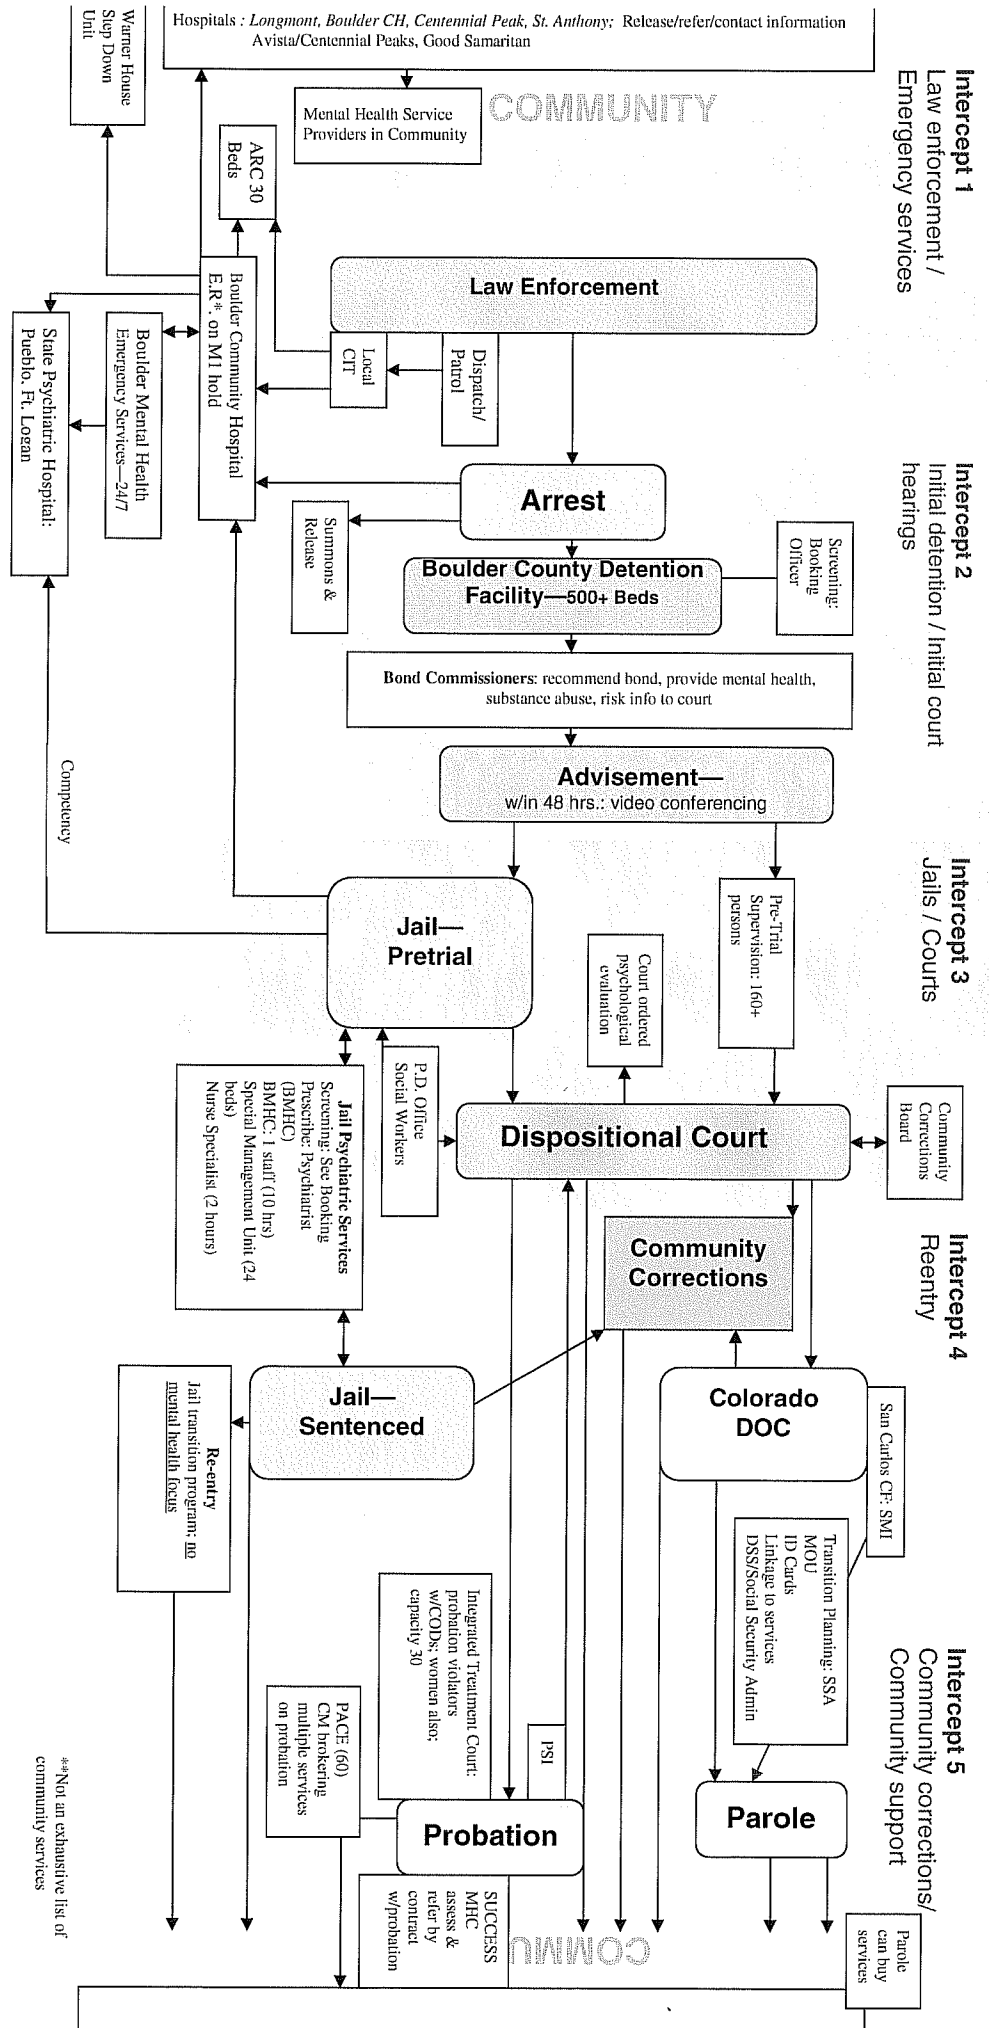 Hospitals : Longmont, Boulder CH, Centennial Peak, St. Anthony; Release/refer/contact information
Avista/Centennial Peaks, Good Samaritan
Warner House
Step Down
Unit
Mental Health Service
Providers in Community
COMMUNITY
Intercept 1
Law enforcement /
Emergency services
ARC 30
Beds
Law Enforcement
Boulder Community Hospital
E.R*. on M1 hold
Local
CIT
Dispatch/
Patrol
Boulder Mental Health
Emergency Services—24/7
State Psychiatric Hospital:
Pueblo, Ft. Logan
Intercept 2
Initial detention / Initial court
hearings
Arrest
Summons &
Release
Boulder County Detention
Facility—500+ Beds
Screening:
Booking
Officer
Bond Commissioners: recommend bond, provide mental health,
substance abuse, risk info to court
Advisement—
w/in 48 hrs.: video conferencing
Competency
Intercept 3
Jails / Courts
Jail—
Pretrial
Pre-Trial
Supervision: 160+
persons
Court ordered
psychological
evaluation
P.D. Office
Social Workers
Jail Psychiatric Services
Screening: See Booking
Prescribe: Psychiatrist
(BMHC)
BMHC: 1 staff (10 hrs)
Special Management Unit (24
beds)
Nurse Specialist (2 hours)
Dispositional Court
Community
Corrections
Board
Intercept 4
Reentry
Community
Corrections
Jail—
Sentenced
Re-entry
Jail transition program; no
mental health focus
Colorado
DOC
San Carlos CF: SMI
Transition Planning: SSA
MOU
ID Cards
Linkage to services
DSS/Social Security Admin
Intercept 5
Community corrections/
Community support
Integrated Treatment Court:
probation violators
w/CODs; women also;
capacity 30
PSI
PACE (60)
CM brokering
multiple services
on probation
Probation
Parole
SUCCESS
MHC
assess &
refer by
contract
w/probation
Parole
can buy
services
COMMU
**Not an exhaustive list of
community services